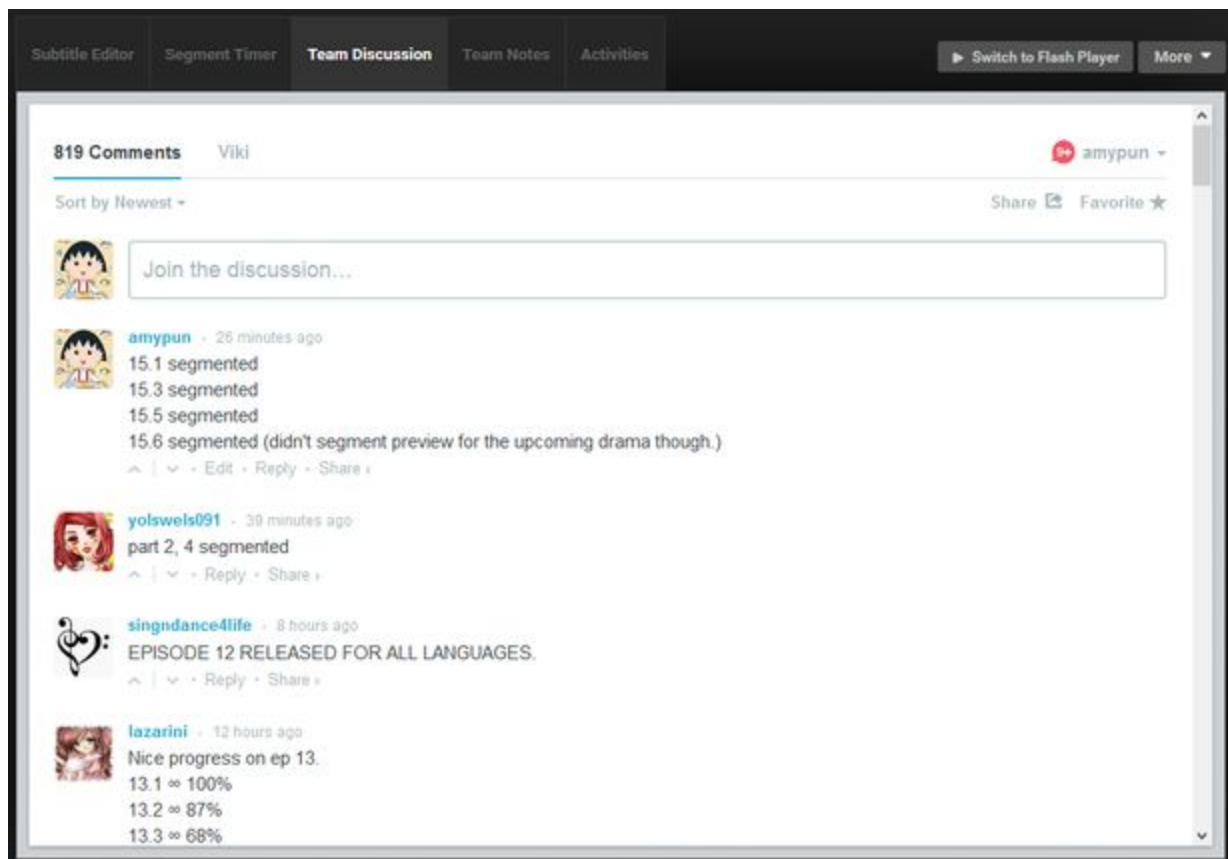 Subtitle Editor Segment Timer Team Discussion Team Notes Activities Switch to Flash Player More
819 Comments Viki 9+ amypun
Sort by Newest Share Favorite
Join the discussion...
amypun · 26 minutes ago
15.1 segmented
15.3 segmented
15.5 segmented
15.6 segmented (didn't segment preview for the upcoming drama though.)
Edit · Reply · Share ›
yolswels091 · 39 minutes ago
part 2, 4 segmented
Reply · Share ›
singndance4life · 8 hours ago
EPISODE 12 RELEASED FOR ALL LANGUAGES.
Reply · Share ›
lazarini · 12 hours ago
Nice progress on ep 13.
13.1 ∞ 100%
13.2 ∞ 87%
13.3 ∞ 68%